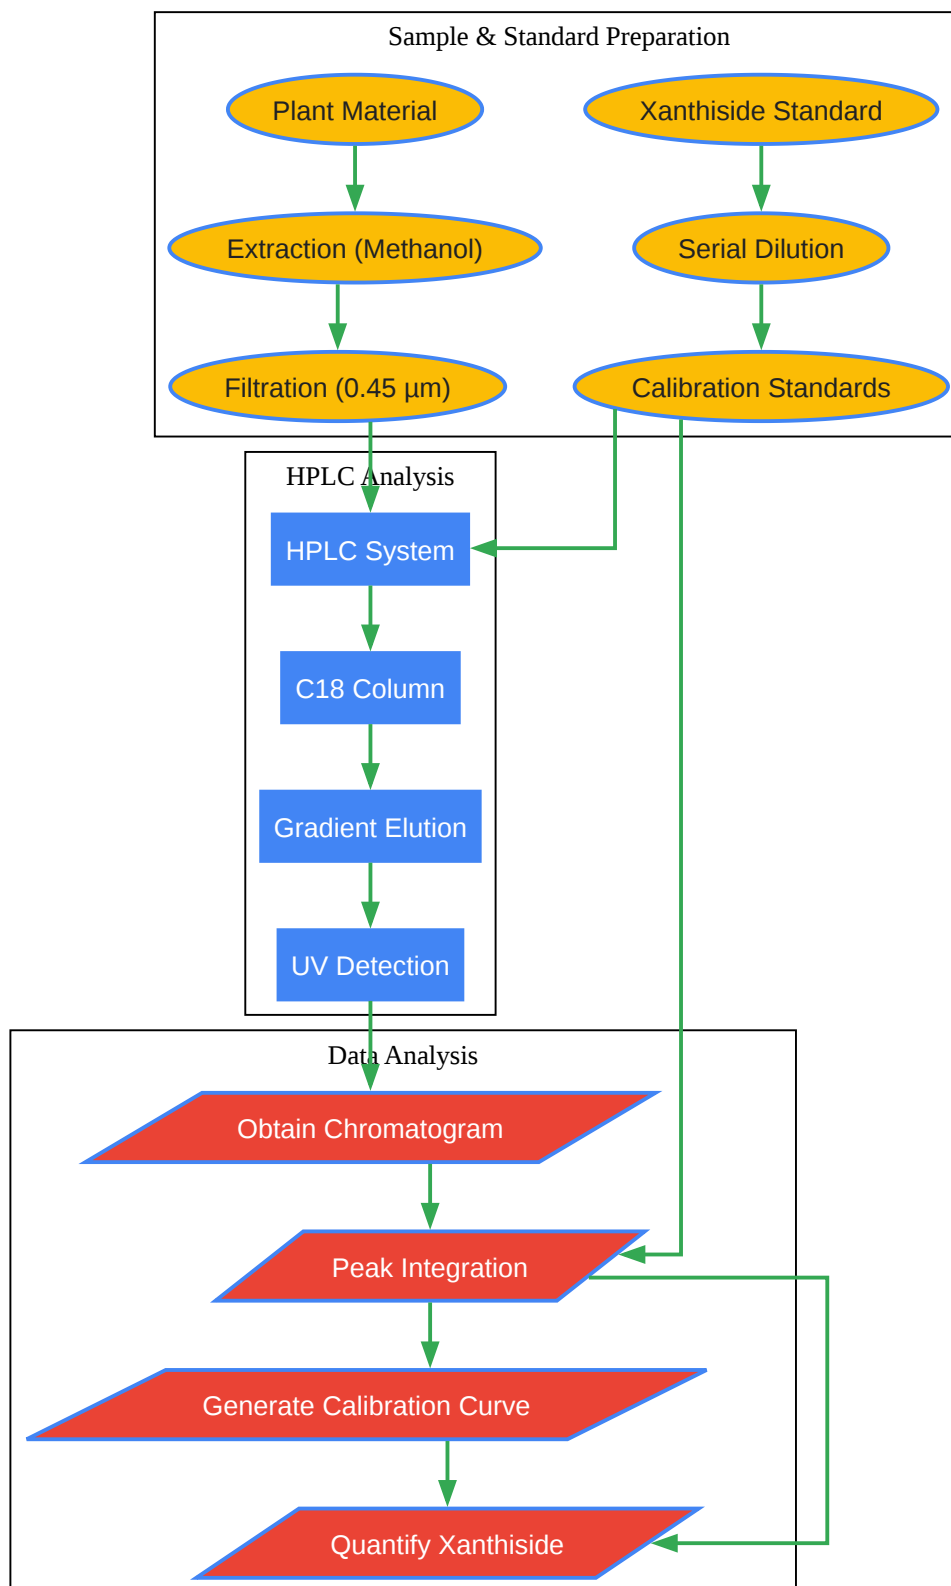 Sample & Standard Preparation
Plant Material
Xanthiside Standard
Extraction (Methanol)
Serial Dilution
Filtration (0.45 µm)
Calibration Standards
HPLC Analysis
HPLC System
C18 Column
Gradient Elution
UV Detection
Data Analysis
Obtain Chromatogram
Peak Integration
Generate Calibration Curve
Quantify Xanthiside